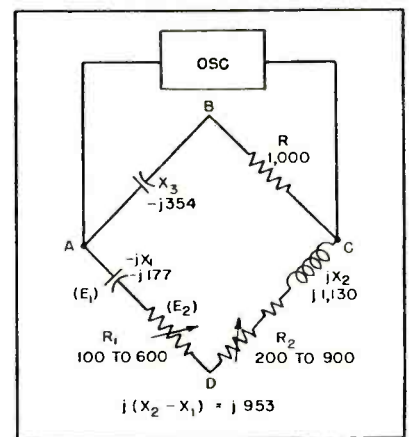 OSC
B
R
1,000
X3
-j354
A
C
-jX1
-j177
jX2
j1,130
(E1)
(E2)
R1
100 TO 600
R2
200 TO 900
D
j(X2 - X1) = j 953